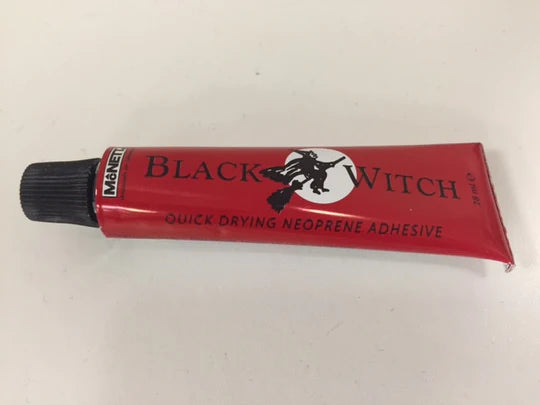 McNETT
BLACK WITCH
QUICK DRYING NEOPRENE ADHESIVE
28 ml e